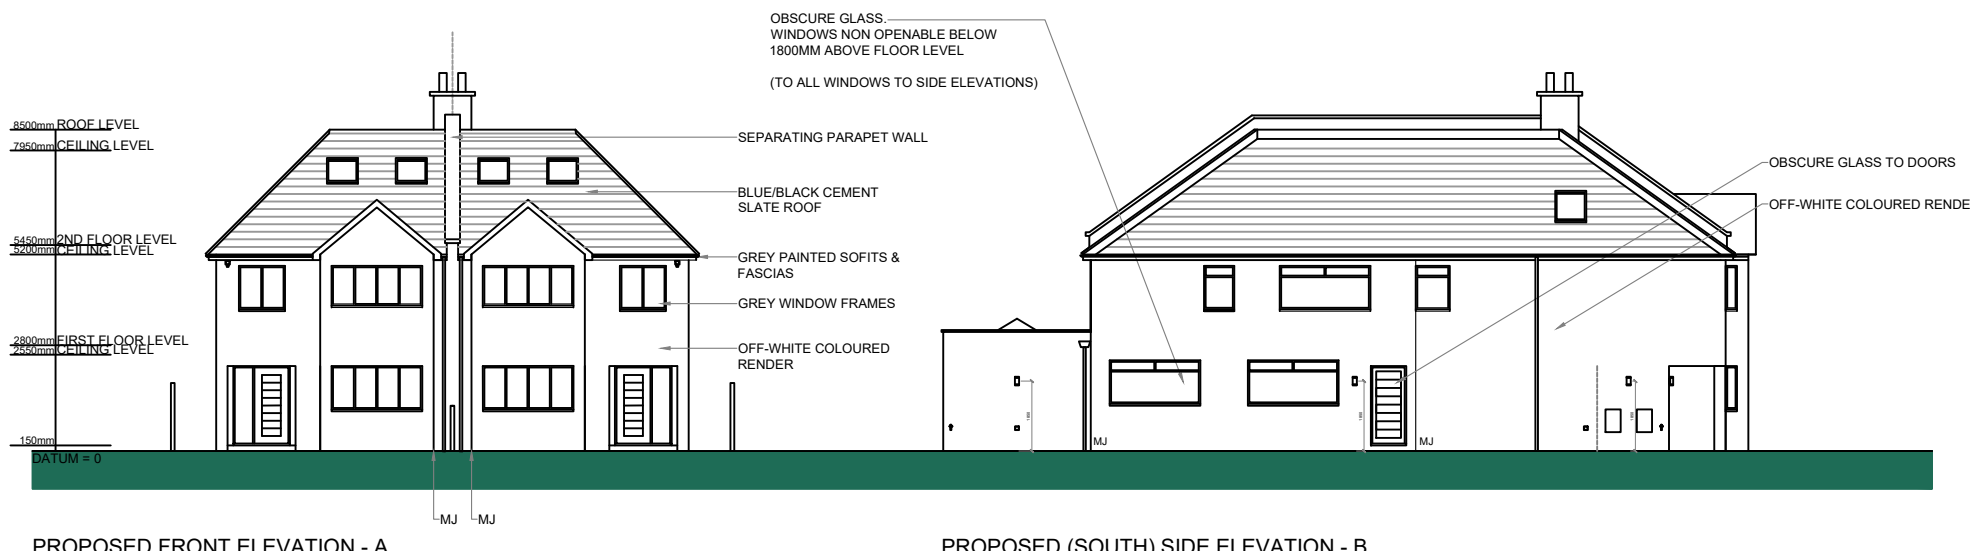 OBSCURE GLASS.
WINDOWS NON OPENABLE BELOW
1800MM ABOVE FLOOR LEVEL
(TO ALL WINDOWS TO SIDE ELEVATIONS)
8500mm ROOF LEVEL
7950mm CEILING LEVEL
5450mm 2ND FLOOR LEVEL
5200mm CEILING LEVEL
2800mm FIRST FLOOR LEVEL
2550mm CEILING LEVEL
150mm
DATUM = 0
SEPARATING PARAPET WALL
BLUE/BLACK CEMENT
SLATE ROOF
GREY PAINTED SOFITS &
FASCIAS
GREY WINDOW FRAMES
OFF-WHITE COLOURED
RENDER
MJ
MJ
OBSCURE GLASS TO DOORS
OFF-WHITE COLOURED RENDE
MJ
MJ
PROPOSED FRONT ELEVATION - A
PROPOSED (SOUTH) SIDE ELEVATION - B